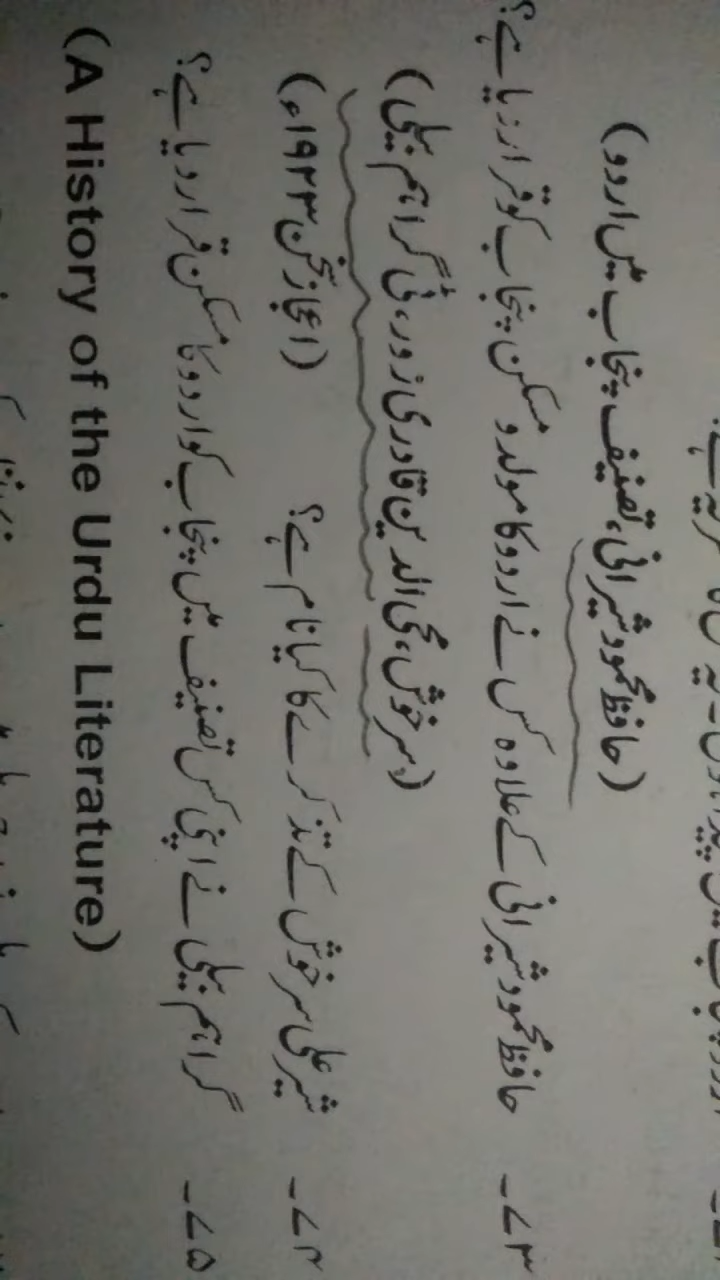 (حافظ محمود شیرانی، تصنیف پنجاب میں اردو)
۷۳۔ حافظ محمود شیرانی کے علاوہ کس نے اردو کا مولد و مسکن پنجاب کو قرار دیا ہے؟
(سرخوش، محی الدین قادری زور، ٹی گراہم بیلی)
۷۴۔ شیر علی سرخوش کے تذکرے کا کیا نام ہے؟ (اعجاز سخن ۱۹۲۳ء)
۷۵۔ گراہم بیلی نے اپنی کس تصنیف میں پنجاب کو اردو کا مسکن قرار دیا ہے؟
(A History of the Urdu Literature)